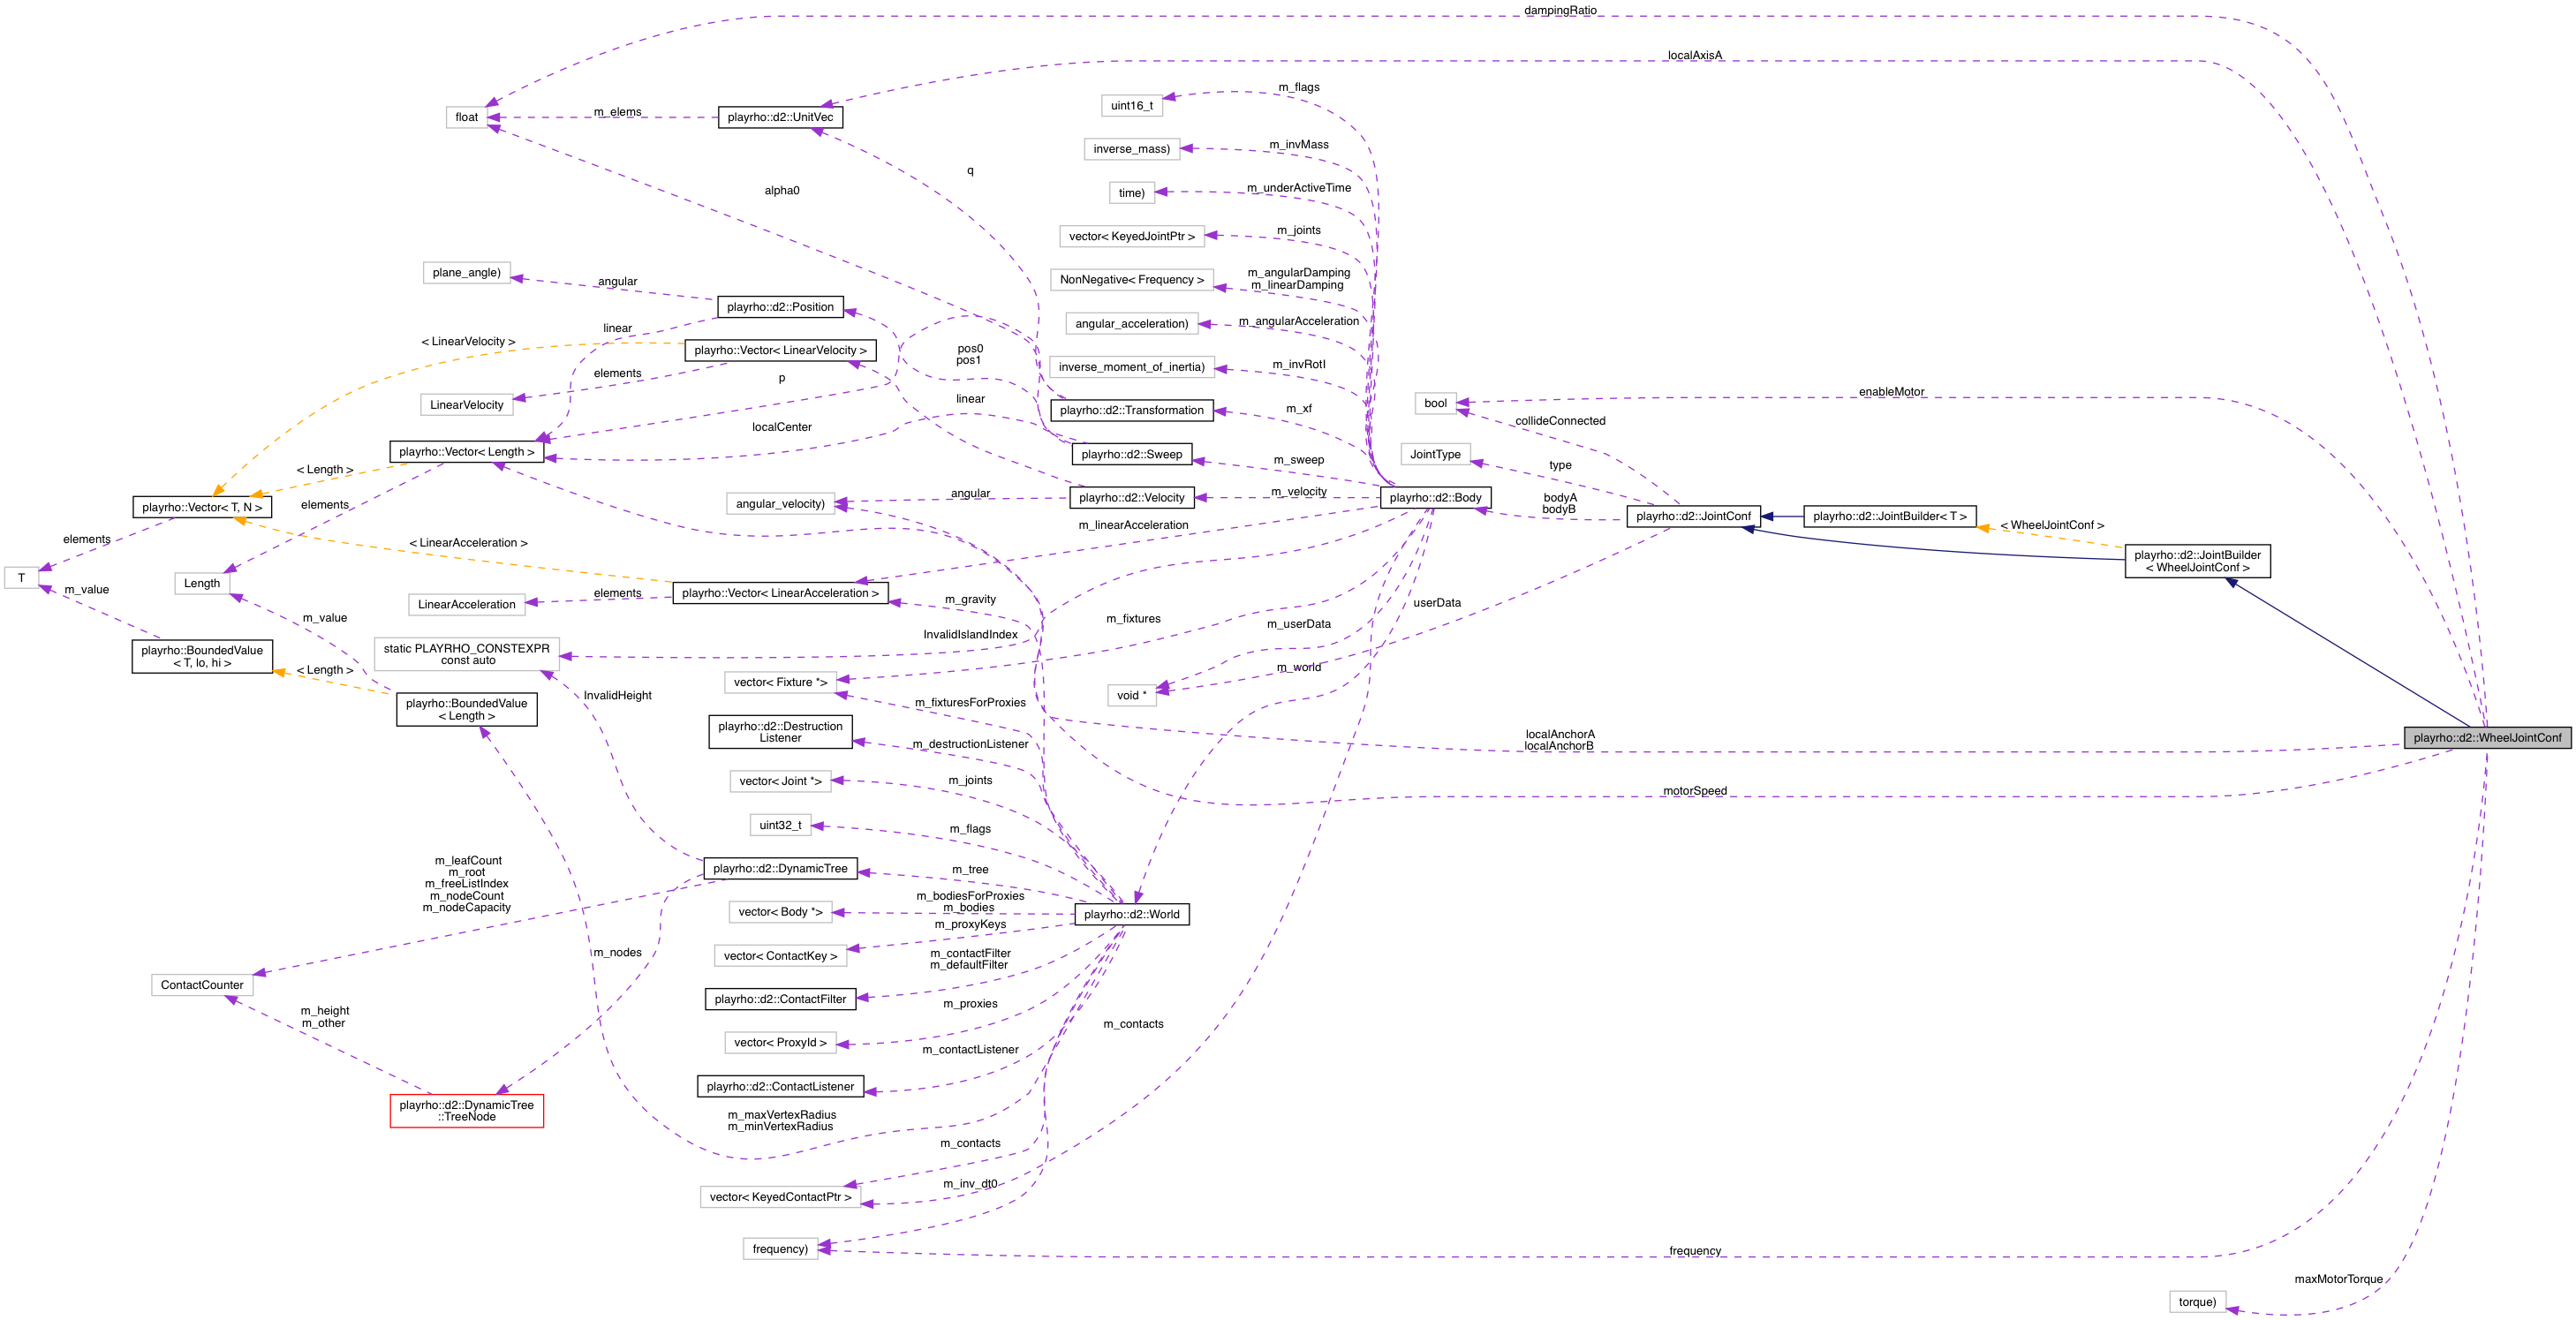 dampingRatio
localAxisA
m_flags
uint16_t
float
m_elems
playrho::d2::UnitVec
inverse_mass)
m_invMass
q
alpha0
time)
m_underActiveTime
vector< KeyedJointPtr >
m_joints
plane_angle)
angular
NonNegative< Frequency >
m_angularDamping
m_linearDamping
playrho::d2::Position
linear
angular_acceleration)
m_angularAcceleration
< LinearVelocity >
playrho::Vector< LinearVelocity >
pos0
pos1
inverse_moment_of_inertia)
m_invRotI
elements
p
LinearVelocity
linear
playrho::d2::Transformation
m_xf
bool
enableMotor
collideConnected
localCenter
playrho::Vector< Length >
playrho::d2::Sweep
m_sweep
JointType
type
< Length >
elements
playrho::Vector< T, N >
angular_velocity)
angular
playrho::d2::Velocity
m_velocity
playrho::d2::Body
bodyA
bodyB
playrho::d2::JointConf
playrho::d2::JointBuilder< T >
< WheelJointConf >
m_linearAcceleration
elements
< LinearAcceleration >
playrho::d2::JointBuilder
< WheelJointConf >
T
m_value
Length
LinearAcceleration
elements
playrho::Vector< LinearAcceleration >
m_gravity
userData
m_value
m_fixtures
m_userData
InvalidIslandIndex
playrho::BoundedValue
< T, lo, hi >
static PLAYRHO_CONSTEXPR
const auto
< Length >
m_world
vector< Fixture *>
void *
InvalidHeight
playrho::BoundedValue
< Length >
m_fixturesForProxies
playrho::d2::Destruction
Listener
m_destructionListener
localAnchorA
localAnchorB
playrho::d2::WheelJointConf
vector< Joint *>
m_joints
motorSpeed
uint32_t
m_flags
m_leafCount
m_root
m_freeListIndex
m_nodeCount
m_nodeCapacity
playrho::d2::DynamicTree
m_tree
vector< Body *>
m_bodiesForProxies
m_bodies
playrho::d2::World
m_proxyKeys
vector< ContactKey >
m_nodes
m_contactFilter
m_defaultFilter
ContactCounter
playrho::d2::ContactFilter
m_proxies
m_height
m_other
vector< ProxyId >
m_contacts
m_contactListener
playrho::d2::ContactListener
playrho::d2::DynamicTree
::TreeNode
m_maxVertexRadius
m_minVertexRadius
m_contacts
vector< KeyedContactPtr >
m_inv_dt0
frequency)
frequency
maxMotorTorque
torque)